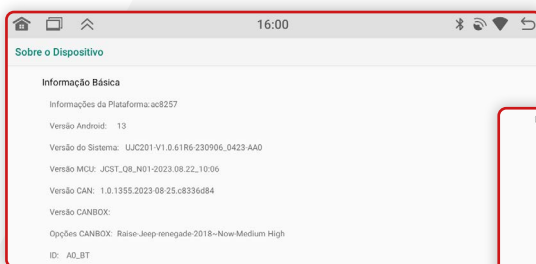 16:00
Sobre o Dispositivo
Informação Básica
Informações da Plataforma: ac8257
Versão Android: 13
Versão do Sistema: UJC201-V1.0.61R6-230906_0423-AA0
Versão MCU: JCST_Q8_N01-2023.08.22_10:06
Versão CAN: 1.0.1355.2023-08-25.c8336d84
Versão CANBOX:
Opções CANBOX: Raise-Jeep-renegade-2018~Now-Medium High
ID: A0_BT